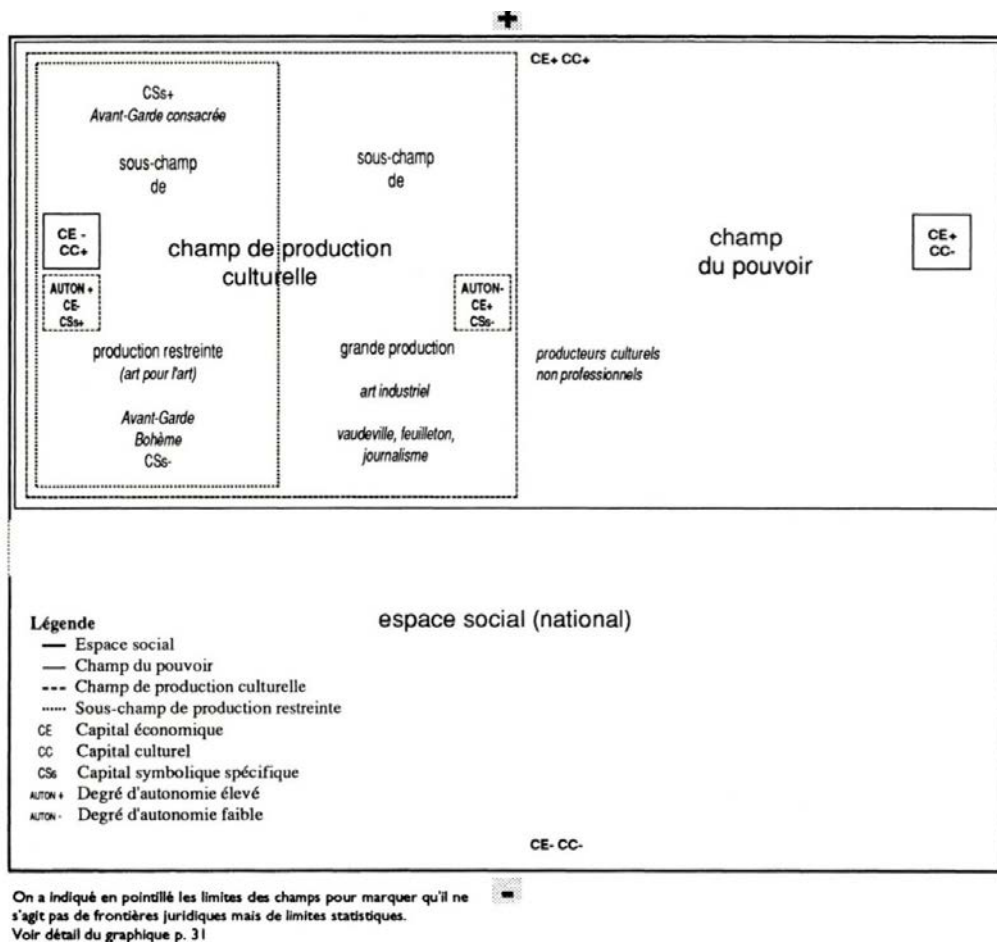 +
CE+ CC+
CSs+
Avant-Garde consacrée
sous-champ
de
sous-champ
de
CE -
CC+
champ de production
culturelle
champ
du pouvoir
CE+
CC-
AUTON +
CE-
CSs+
AUTON-
CE+
CSs-
production restreinte
(art pour l'art)
grande production
producteurs culturels
non professionnels
art industriel
Avant-Garde
Bohème
CSs-
vaudeville, feuilleton,
journalisme
espace social (national)
Légende
Espace social
Champ du pouvoir
Champ de production culturelle
Sous-champ de production restreinte
CE Capital économique
CC Capital culturel
CSs Capital symbolique spécifique
AUTON + Degré d'autonomie élevé
AUTON - Degré d'autonomie faible
CE- CC-
-
On a indiqué en pointillé les limites des champs pour marquer qu'il ne
s'agit pas de frontières juridiques mais de limites statistiques.
Voir détail du graphique p. 31